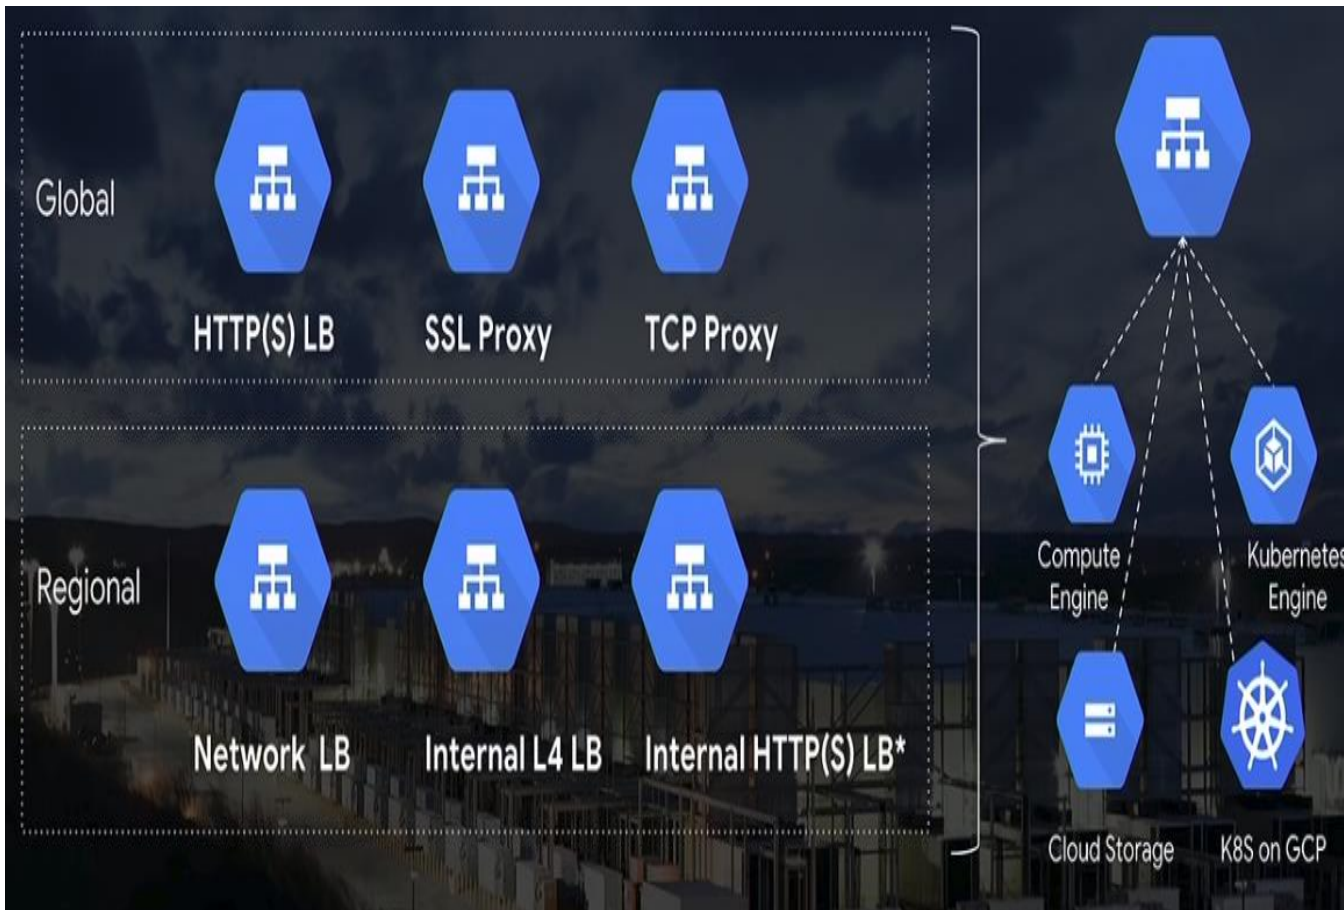 Global
HTTP(S) LB
SSL Proxy
TCP Proxy
Regional
Network LB
Internal L4 LB
Internal HTTP(S) LB*
Compute
Engine
Kubernetes
Engine
Cloud Storage
K8S on GCP